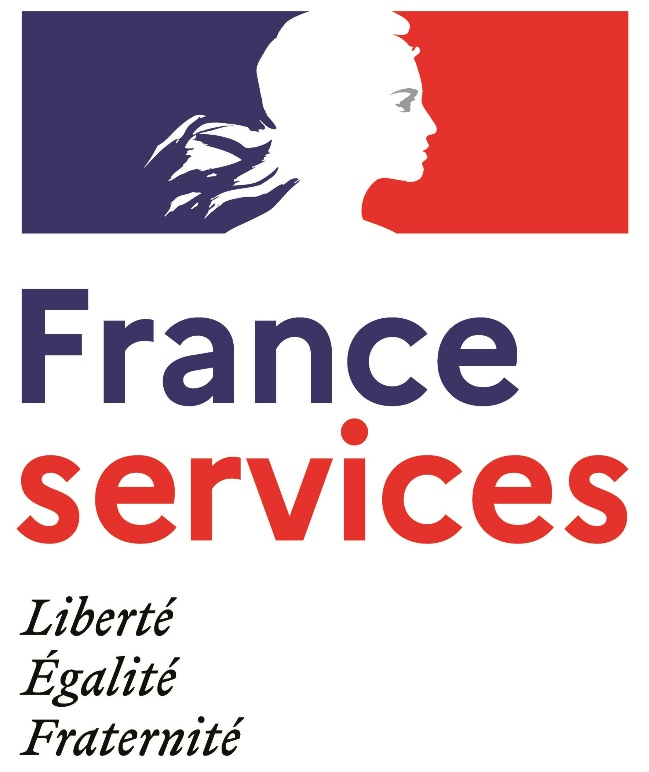 France
services
Liberté
Égalité
Fraternité